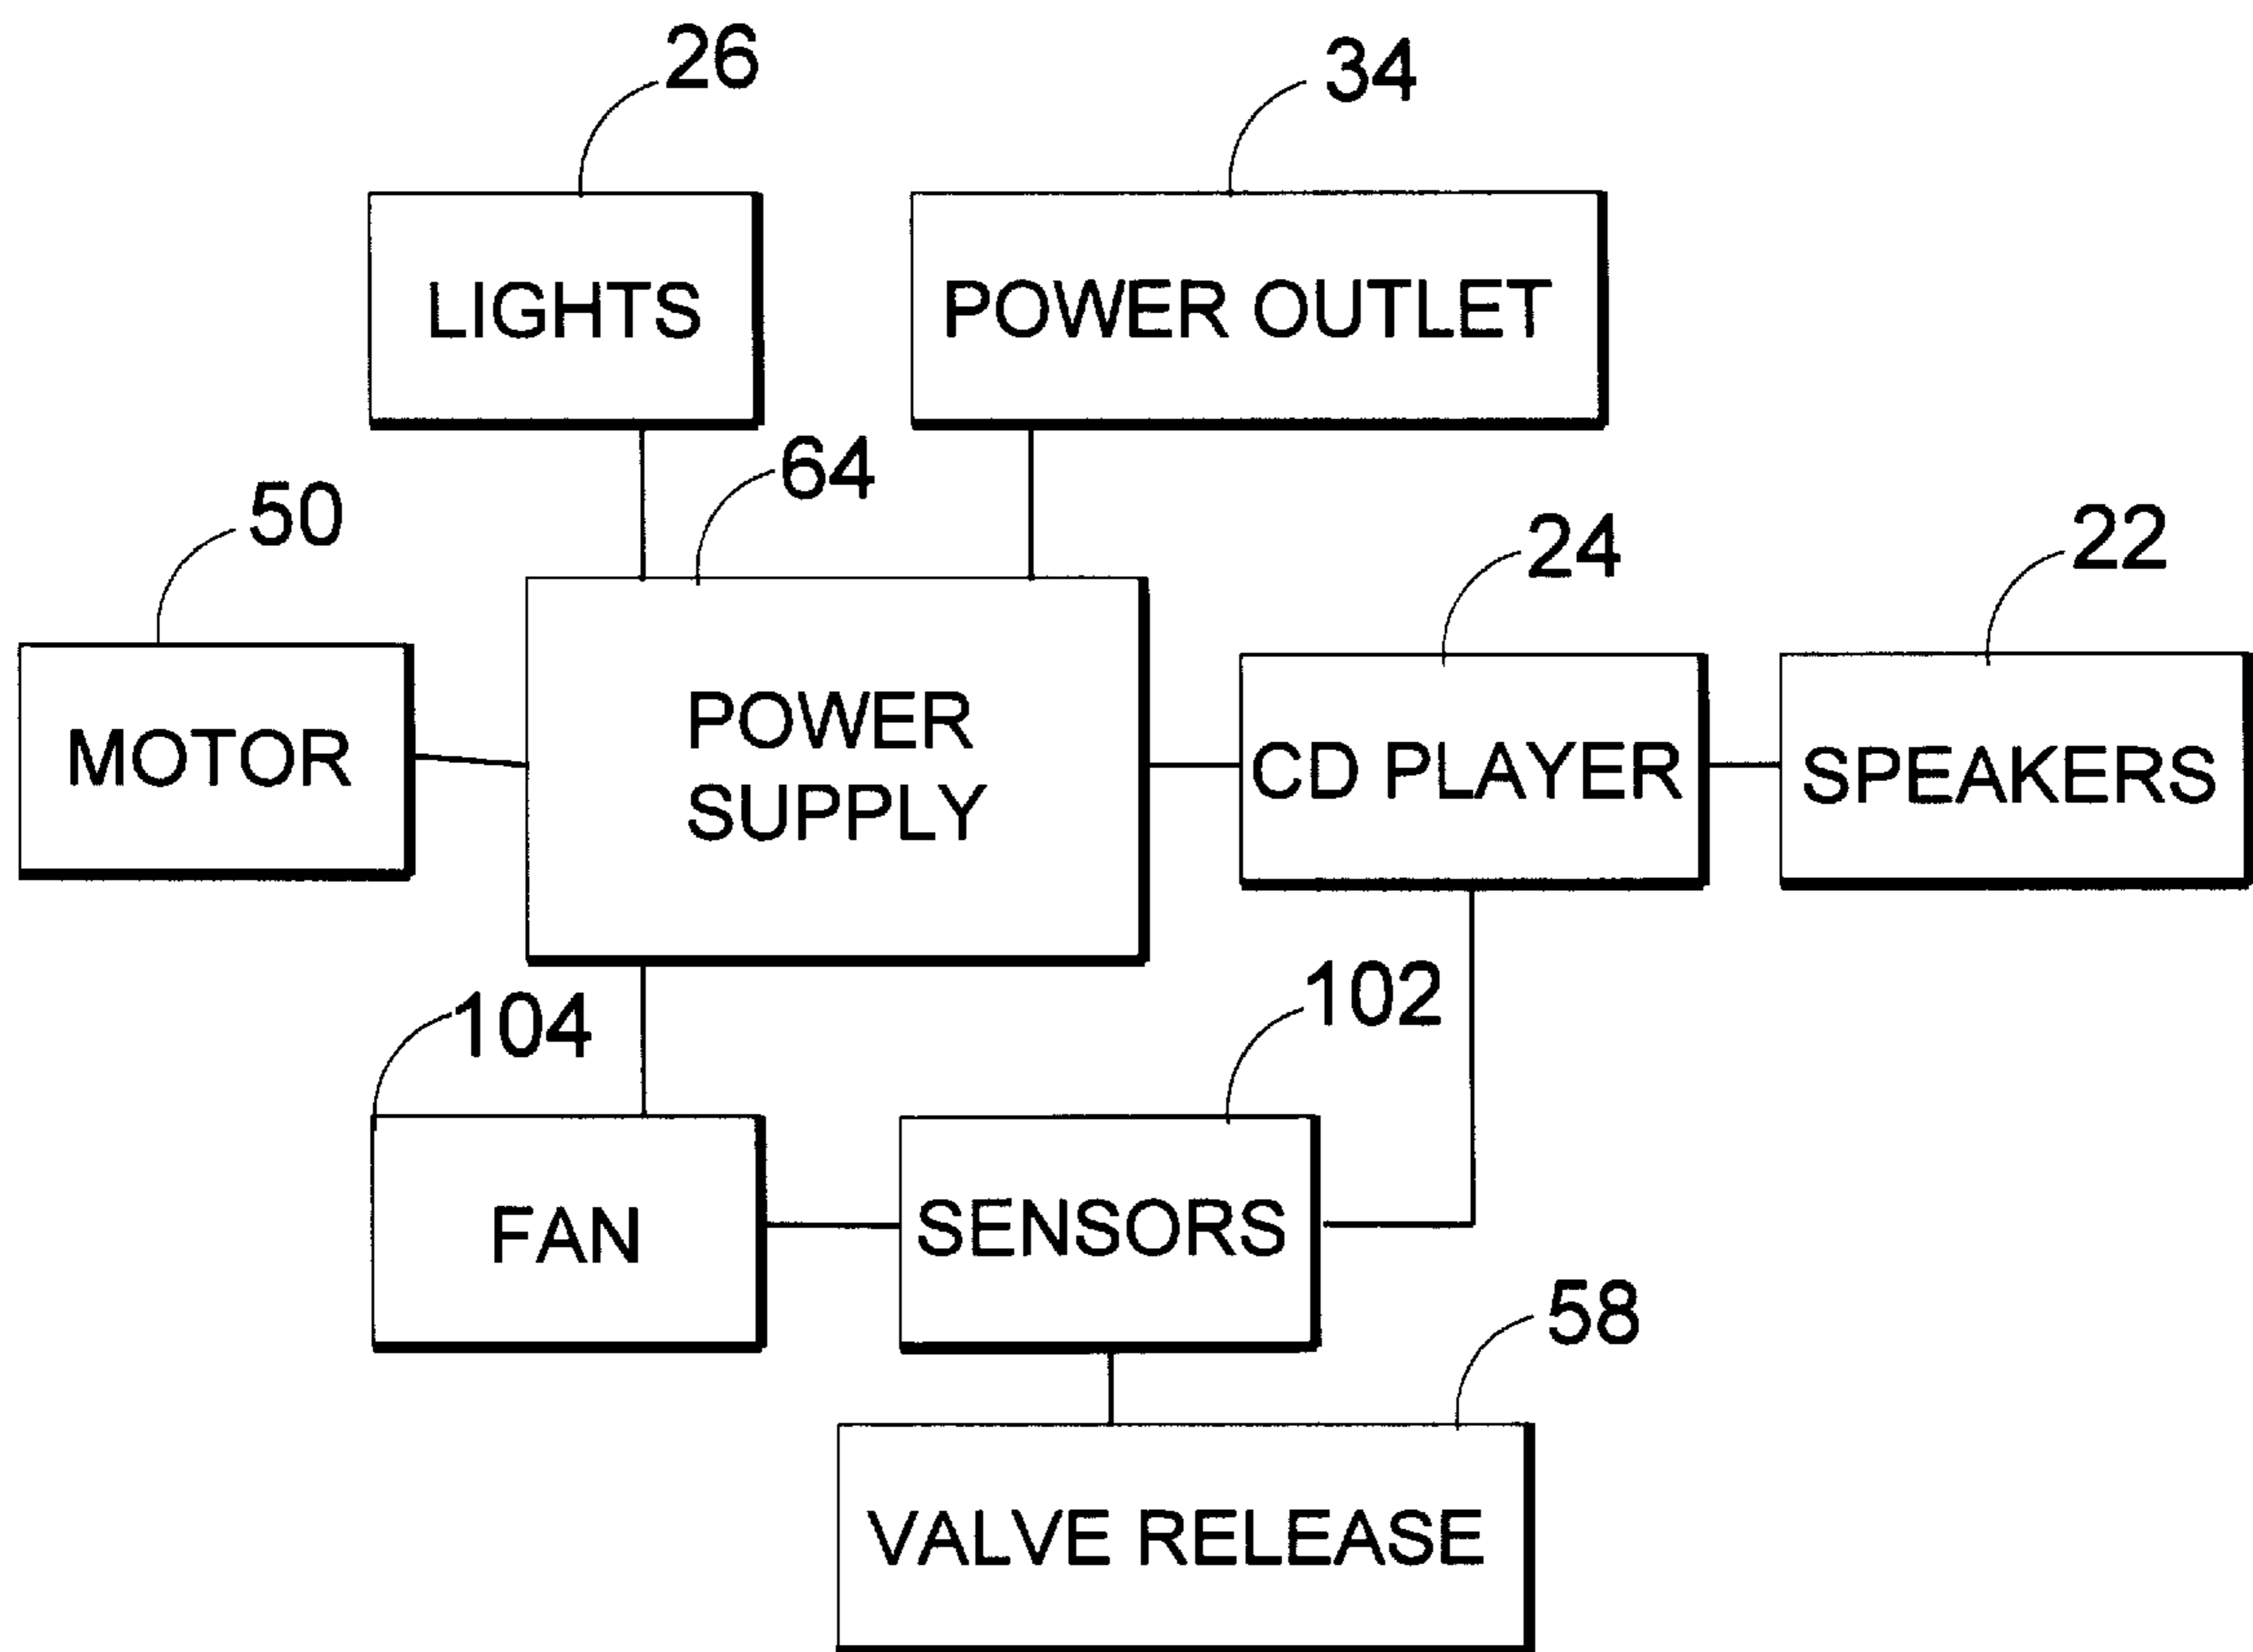 26
34
LIGHTS
POWER OUTLET
64
50
24
22
MOTOR
POWER
SUPPLY
CD PLAYER
SPEAKERS
104
102
FAN
SENSORS
58
VALVE RELEASE